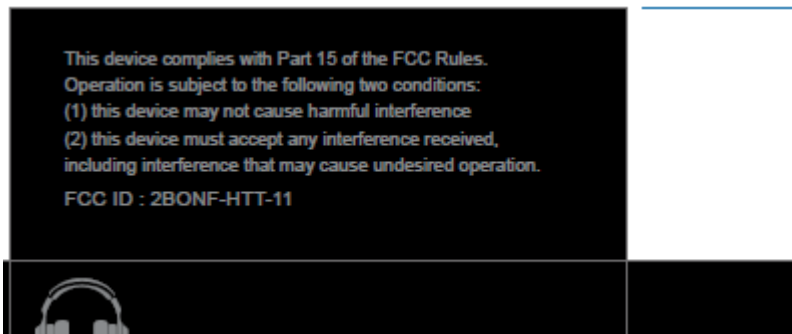 This device complies with Part 15 of the FCC Rules.
Operation is subject to the following two conditions:
(1) this device may not cause harmful interference
(2) this device must accept any interference received,
including interference that may cause undesired operation.
FCC ID : 2BONF-HTT-11